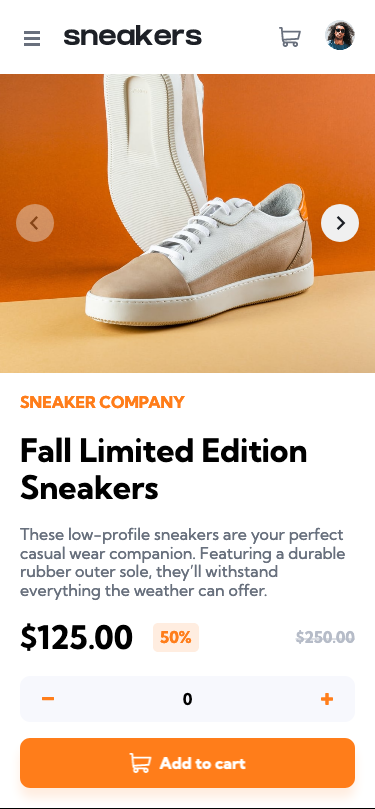 sneakers
SNEAKER COMPANY
Fall Limited Edition
Sneakers
These low-profile sneakers are your perfect
casual wear companion. Featuring a durable
rubber outer sole, they’ll withstand
everything the weather can offer.
$125.00 50% $250.00
− 0 +
Add to cart